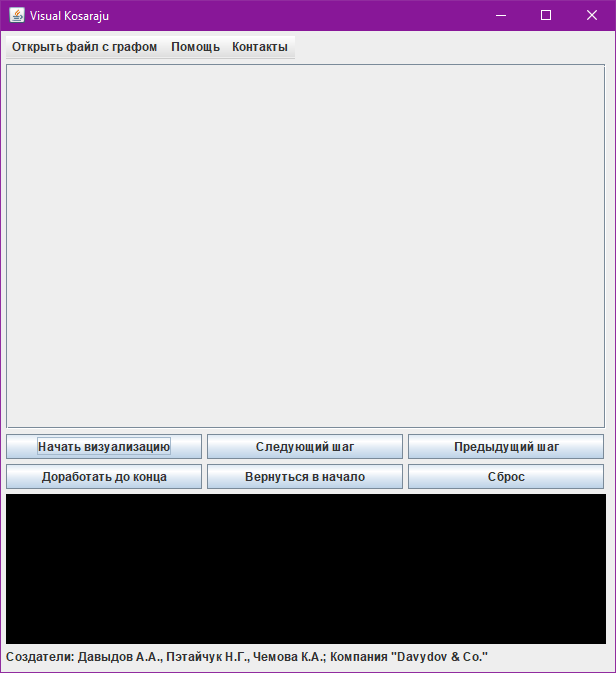 Visual Kosaraju
Открыть файл с графом Помощь Контакты
Начать визуализацию Следующий шаг Предыдущий шаг
Доработать до конца Вернуться в начало Сброс
Создатели: Давыдов А.А., Пэтайчук Н.Г., Чемова К.А.; Компания "Davydov & Co."